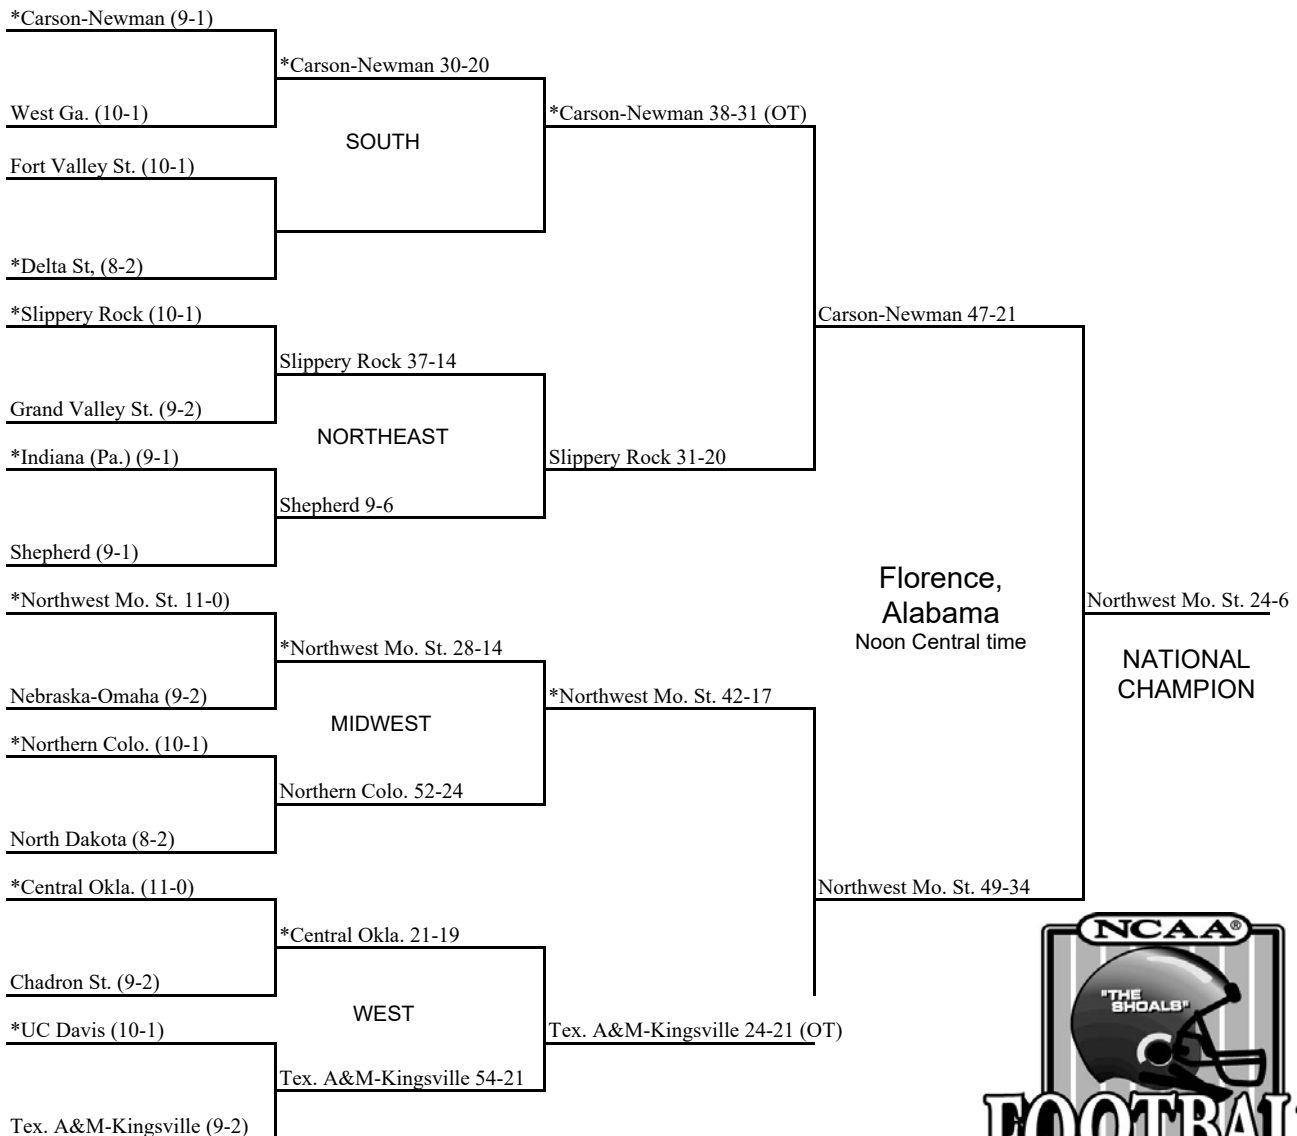 *Carson-Newman (9-1)
*Carson-Newman 30-20
West Ga. (10-1)
*Carson-Newman 38-31 (OT)
SOUTH
Fort Valley St. (10-1)
*Delta St, (8-2)
*Slippery Rock (10-1)
Carson-Newman 47-21
Slippery Rock 37-14
Grand Valley St. (9-2)
NORTHEAST
*Indiana (Pa.) (9-1)
Slippery Rock 31-20
Shepherd 9-6
Shepherd (9-1)
Florence,
Alabama
Noon Central time
*Northwest Mo. St. 11-0)
Northwest Mo. St. 24-6
NATIONAL
CHAMPION
*Northwest Mo. St. 28-14
Nebraska-Omaha (9-2)
*Northwest Mo. St. 42-17
MIDWEST
*Northern Colo. (10-1)
Northern Colo. 52-24
North Dakota (8-2)
*Central Okla. (11-0)
Northwest Mo. St. 49-34
*Central Okla. 21-19
Chadron St. (9-2)
WEST
*UC Davis (10-1)
Tex. A&M-Kingsville 24-21 (OT)
Tex. A&M-Kingsville 54-21
Tex. A&M-Kingsville (9-2)
NCAA®
"THE
SHOALS"
FOOTBAL